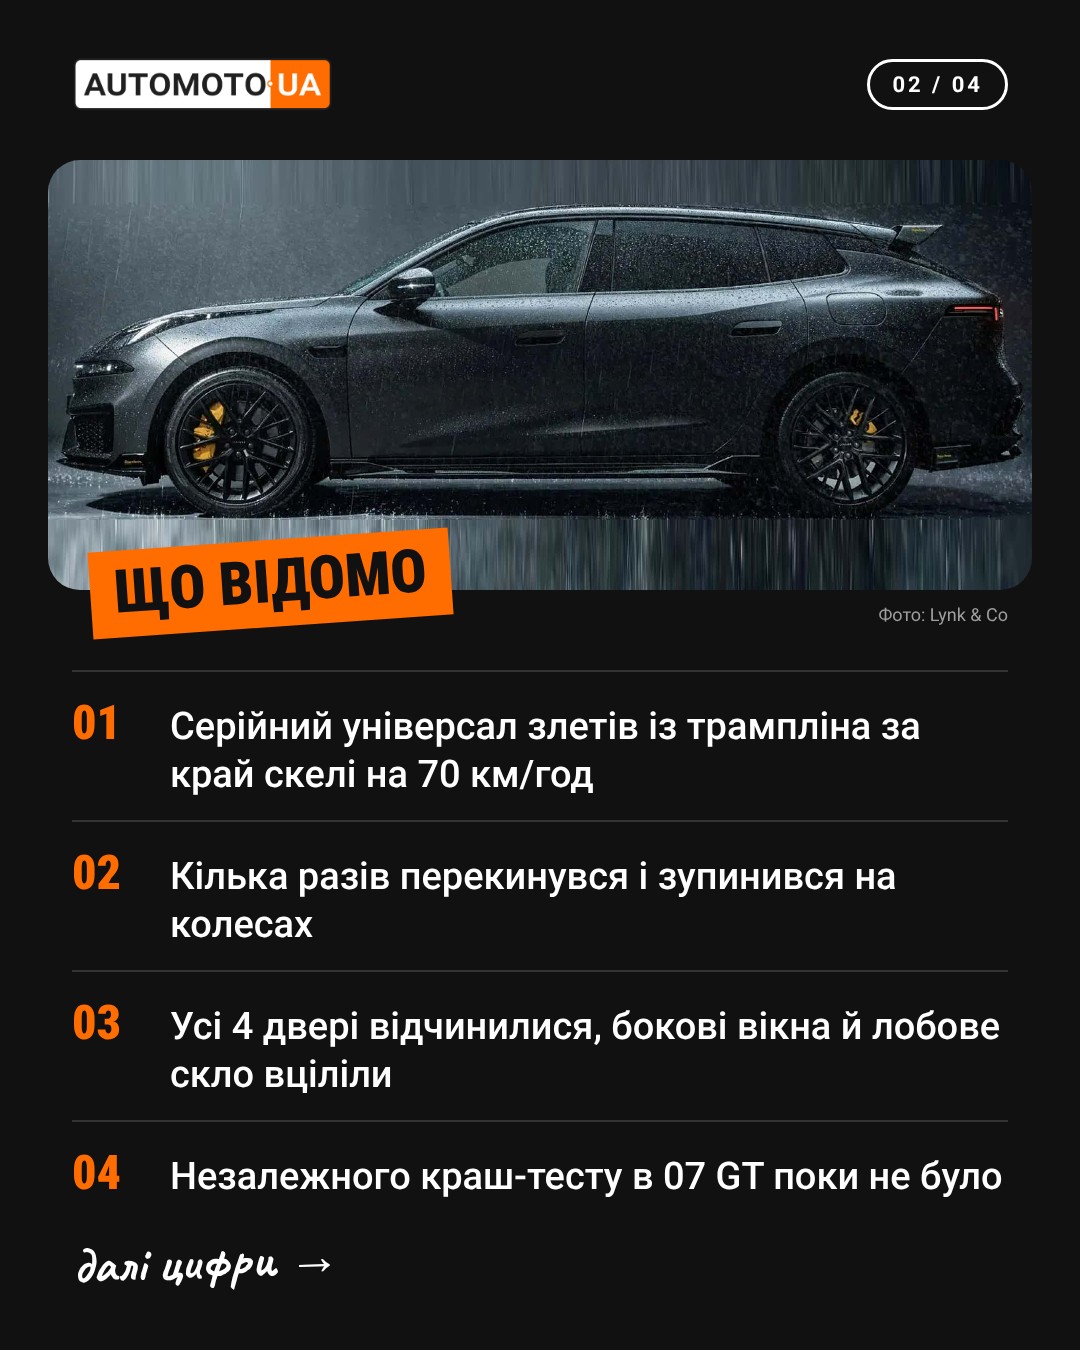 AUTOMOTO UA
02 / 04
ЩО ВІДОМО
Фото: Lynk & Co
01 Серійний універсал злетів із трампліна за
край скелі на 70 км/год
02 Кілька разів перекинувся і зупинився на
колесах
03 Усі 4 двері відчинилися, бокові вікна й лобове
скло вціліли
04 Незалежного краш-тесту в 07 GT поки не було
далі цифри →